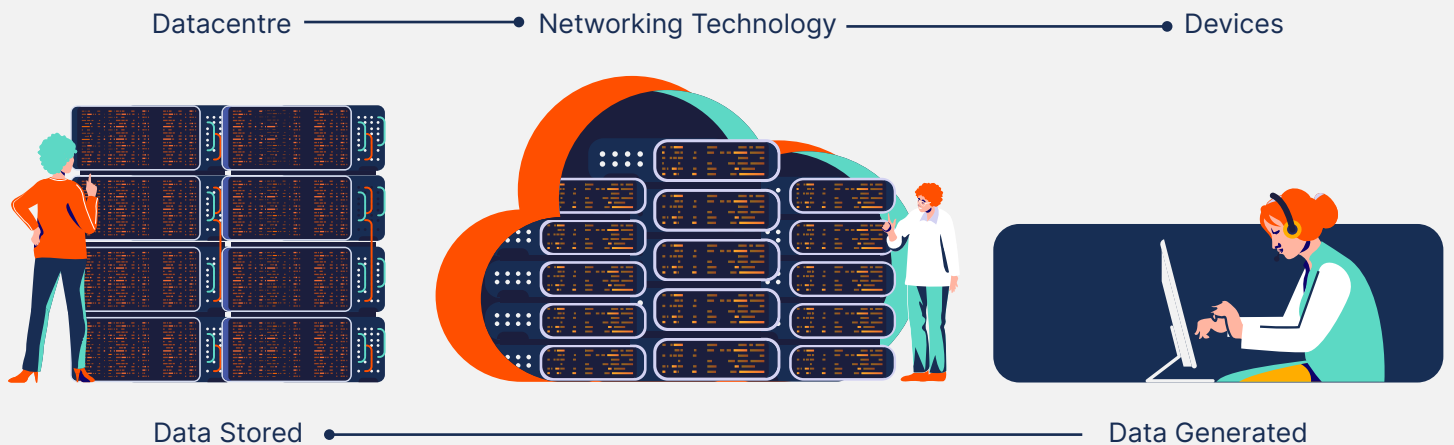 Datacentre
Networking Technology
Devices
Data Stored
Data Generated